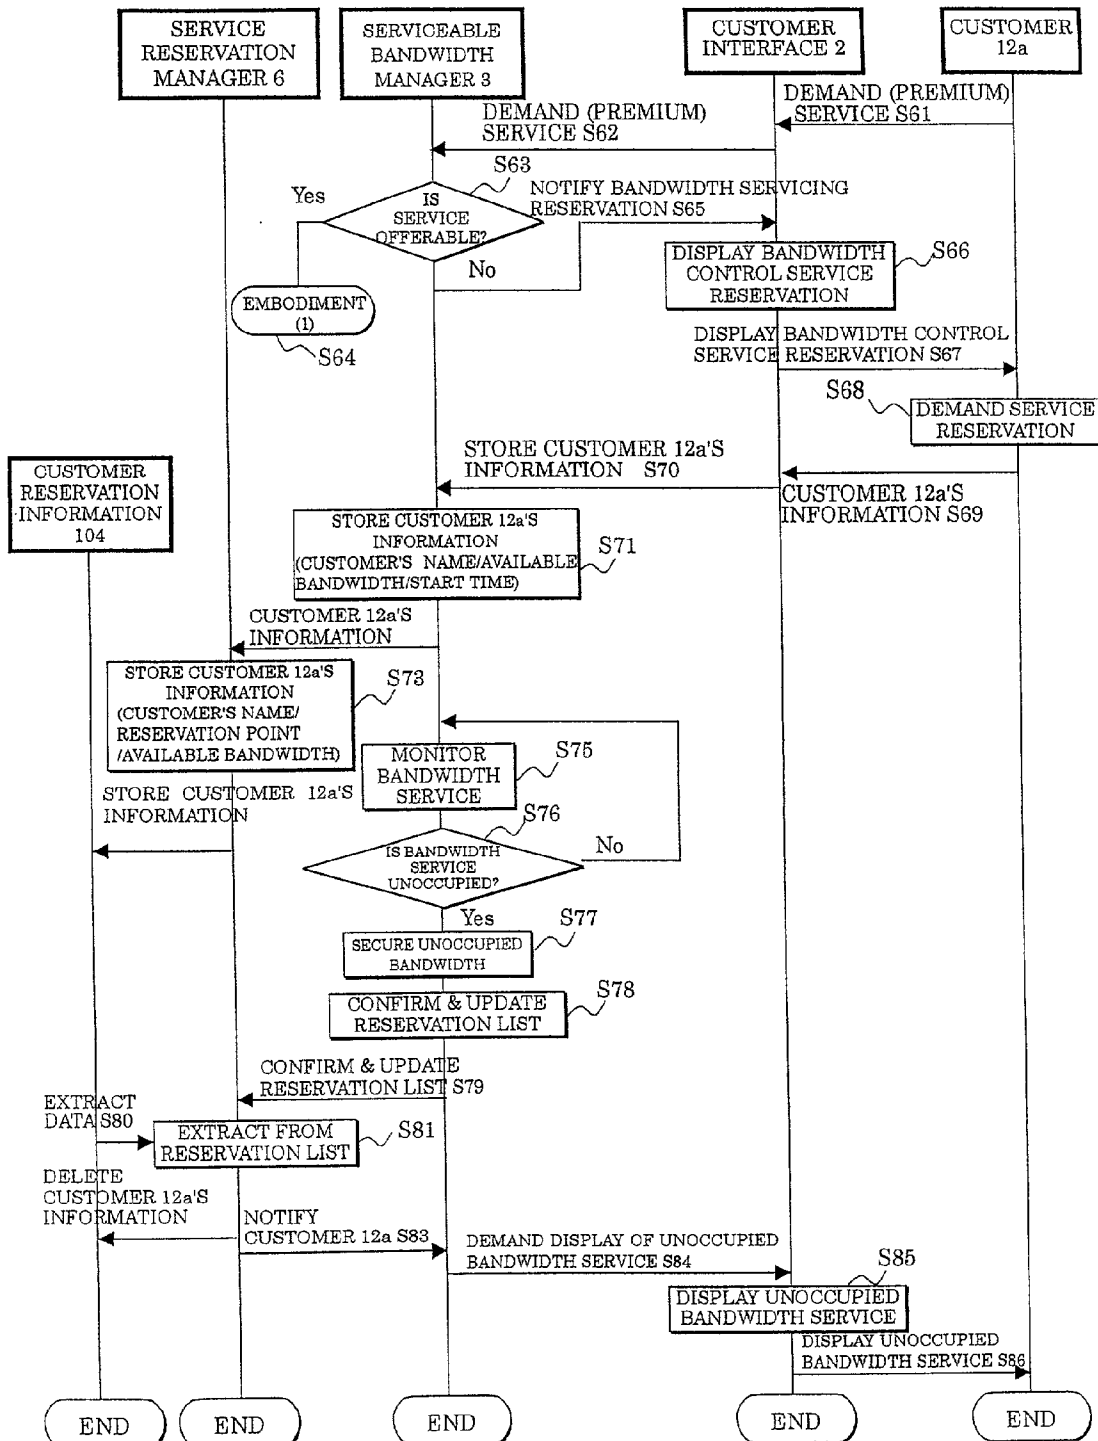 SERVICE
RESERVATION
MANAGER 6
SERVICEABLE
BANDWIDTH
MANAGER 3
CUSTOMER
INTERFACE 2
CUSTOMER
12a
DEMAND (PREMIUM)
SERVICE S61
DEMAND (PREMIUM)
SERVICE S62
S63
Yes
IS
SERVICE
OFFERABLE?
NOTIFY BANDWIDTH SERVICING
RESERVATION S65
No
DISPLAY BANDWIDTH
CONTROL SERVICE
RESERVATION
S66
EMBODIMENT
(1)
S64
DISPLAY BANDWIDTH CONTROL
SERVICE RESERVATION S67
S68
DEMAND SERVICE
RESERVATION
STORE CUSTOMER 12a'S
INFORMATION S70
CUSTOMER 12a'S
INFORMATION S69
CUSTOMER
RESERVATION
INFORMATION
104
STORE CUSTOMER 12a'S
INFORMATION
(CUSTOMER'S NAME/AVAILABLE
BANDWIDTH/START TIME)
S71
CUSTOMER 12a'S
INFORMATION
STORE CUSTOMER 12a'S
INFORMATION
(CUSTOMER'S NAME/
RESERVATION POINT
/AVAILABLE BANDWIDTH)
S73
MONITOR
BANDWIDTH
SERVICE
S75
STORE CUSTOMER 12a'S
INFORMATION
S76
IS BANDWIDTH
SERVICE
UNOCCUPIED?
No
Yes
S77
SECURE UNOCCUPIED
BANDWIDTH
S78
CONFIRM & UPDATE
RESERVATION LIST
CONFIRM & UPDATE
RESERVATION LIST S79
EXTRACT
DATA S80
EXTRACT FROM
RESERVATION LIST
S81
DELETE
CUSTOMER 12a'S
INFORMATION
NOTIFY
CUSTOMER 12a S83
DEMAND DISPLAY OF UNOCCUPIED
BANDWIDTH SERVICE S84
S85
DISPLAY UNOCCUPIED
BANDWIDTH SERVICE
DISPLAY UNOCCUPIED
BANDWIDTH SERVICE S86
END
END
END
END
END